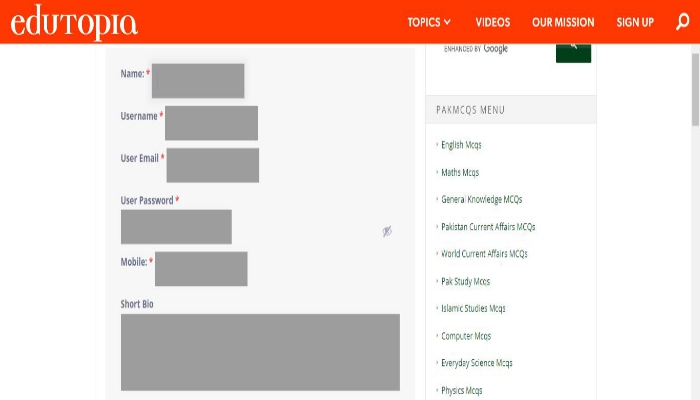 edutopia
TOPICS VIDEOS OUR MISSION SIGN UP
Name: *
Username *
User Email *
User Password *
Mobile: *
Short Bio
ENHANCED BY Google
PAKMCQS MENU
English Mcqs
Maths Mcqs
General Knowledge MCQs
Pakistan Current Affairs MCQs
World Current Affairs MCQs
Pak Study Mcqs
Islamic Studies Mcqs
Computer Mcqs
Everyday Science Mcqs
Physics Mcqs